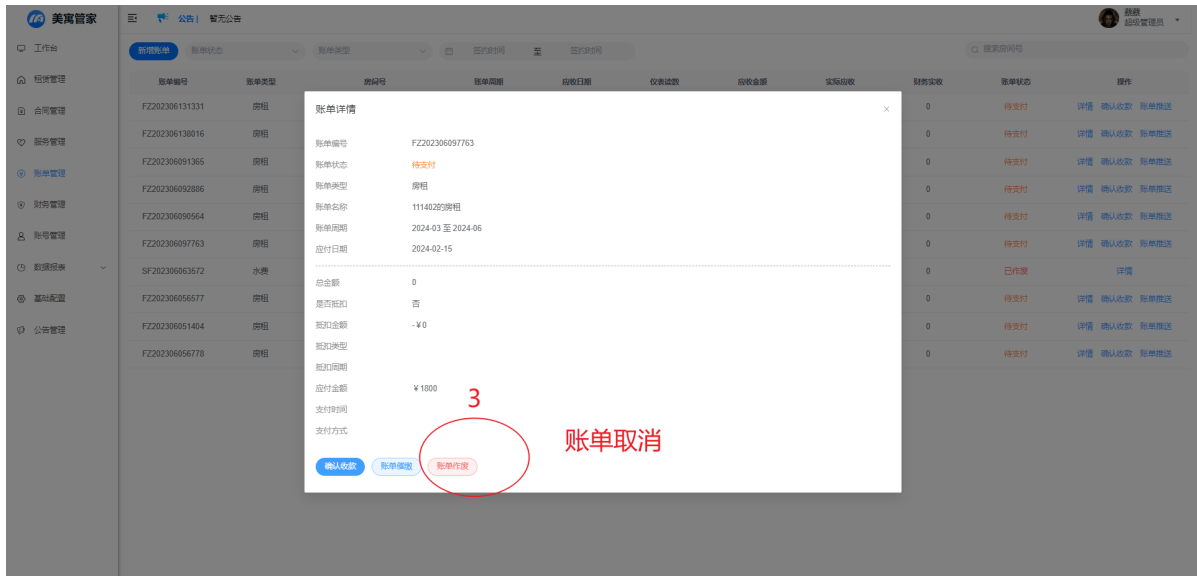 美寓管家
公告 | 暂无公告
蔡蔡
超级管理员
工作台
租赁管理
合同管理
服务管理
账单管理
财务管理
账号管理
数据报表
基础配置
公告管理
新增账单 账单状态 账单类型 签约时间 至 签约时间 搜索房间号
账单编号 账单类型 房间号 账单周期 应收日期 仪表读数 应收金额 实际应收 财务实收 账单状态 操作
FZ202306131331 房租 0 待支付 详情 确认收款 账单推送
FZ202306138016 房租 0 待支付 详情 确认收款 账单推送
FZ202306091365 房租 0 待支付 详情 确认收款 账单推送
FZ202306092886 房租 0 待支付 详情 确认收款 账单推送
FZ202306090564 房租 0 待支付 详情 确认收款 账单推送
FZ202306097763 房租 0 待支付 详情 确认收款 账单推送
SF202306063572 水费 0 已作废 详情
FZ202306056577 房租 0 待支付 详情 确认收款 账单推送
FZ202306051404 房租 0 待支付 详情 确认收款 账单推送
FZ202306056778 房租 0 待支付 详情 确认收款 账单推送
账单详情
账单编号 FZ202306097763
账单状态 待支付
账单类型 房租
账单名称 111402的房租
账单周期 2024-03 至 2024-06
应付日期 2024-02-15
总金额 0
是否抵扣 否
抵扣金额 -¥0
抵扣类型
抵扣周期
应付金额 ¥1800
支付时间
支付方式
3
账单取消
确认收款 账单催缴 账单作废